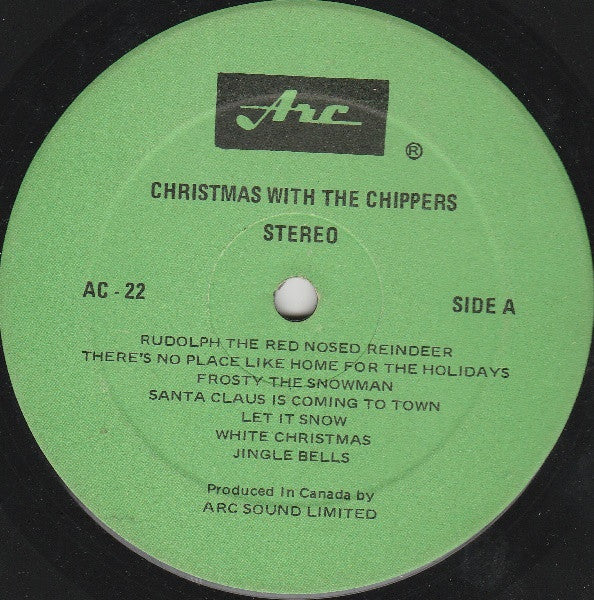 Arc
®
CHRISTMAS WITH THE CHIPPERS
STEREO
AC - 22
SIDE A
RUDOLPH THE RED NOSED REINDEER
THERE'S NO PLACE LIKE HOME FOR THE HOLIDAYS
FROSTY THE SNOWMAN
SANTA CLAUS IS COMING TO TOWN
LET IT SNOW
WHITE CHRISTMAS
JINGLE BELLS
Produced In Canada by
ARC SOUND LIMITED